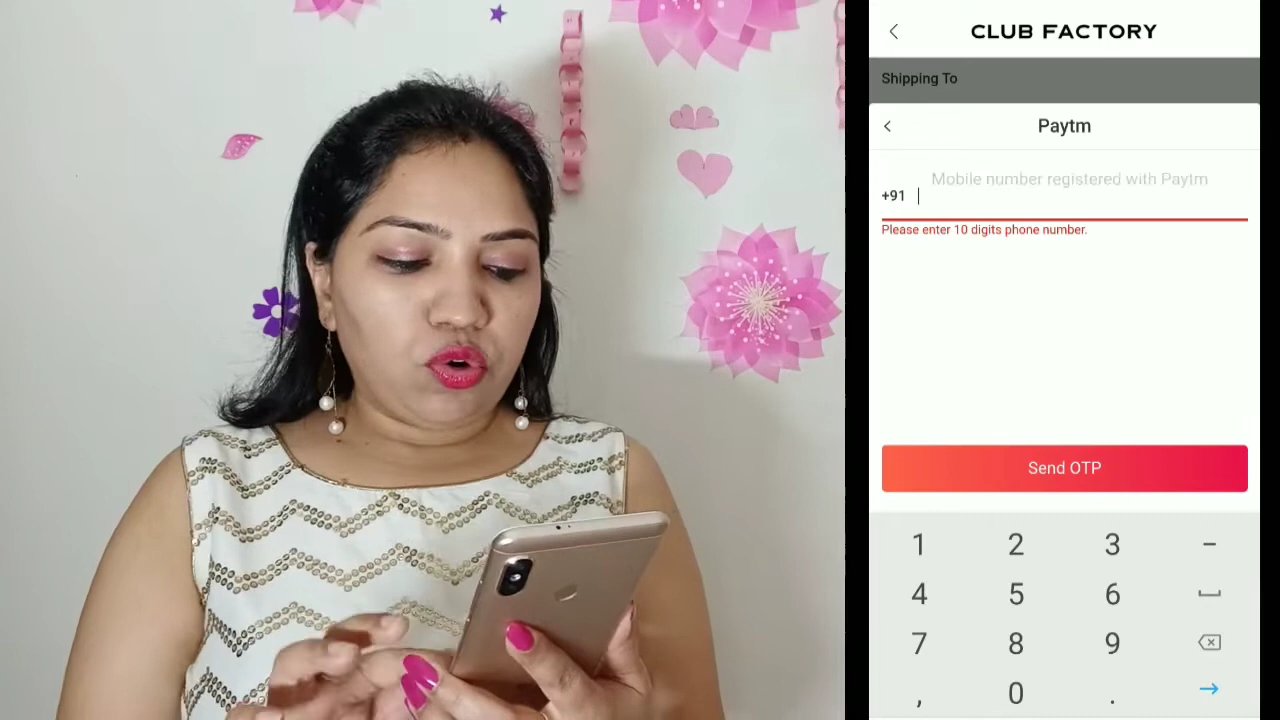 CLUB FACTORY
Shipping To
Paytm
Mobile number registered with Paytm
+91
Please enter 10 digits phone number.
Send OTP
1 2 3 -
4 5 6
7 8 9
, 0 .